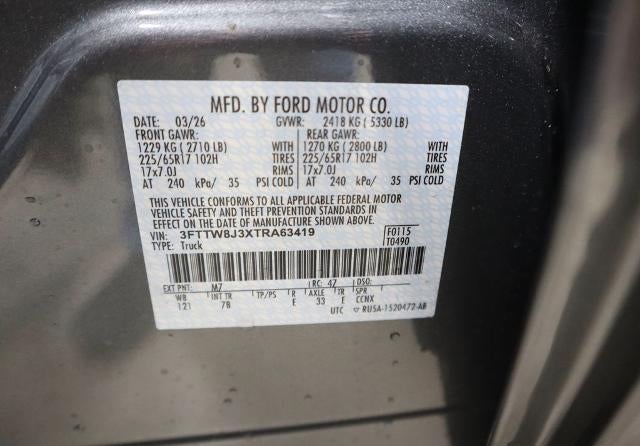 MFD. BY FORD MOTOR CO.
DATE: 03/26 GVWR: 2418 KG ( 5330 LB)
FRONT GAWR: REAR GAWR:
1229 KG ( 2710 LB) WITH 1270 KG ( 2800 LB) WITH
225/65R17 102H TIRES 225/65R17 102H TIRES
17x7.0J RIMS 17x7.0J RIMS
AT 240 kPa/ 35 PSI COLD AT 240 kPa/ 35 PSI COLD
THIS VEHICLE CONFORMS TO ALL APPLICABLE FEDERAL MOTOR
VEHICLE SAFETY AND THEFT PREVENTION STANDARDS IN
EFFECT ON THE DATE OF MANUFACTURE SHOWN ABOVE.
VIN: 3FTTW8J3XTRA63419 F0115
TYPE: Truck T0490
EXT PNT: M7 RC: 47 DSO:
WB INT TR TP/PS R AXLE TR SPR
121 7B E 33 E CCNX
UTC ▽ RU5A-1520472-AB